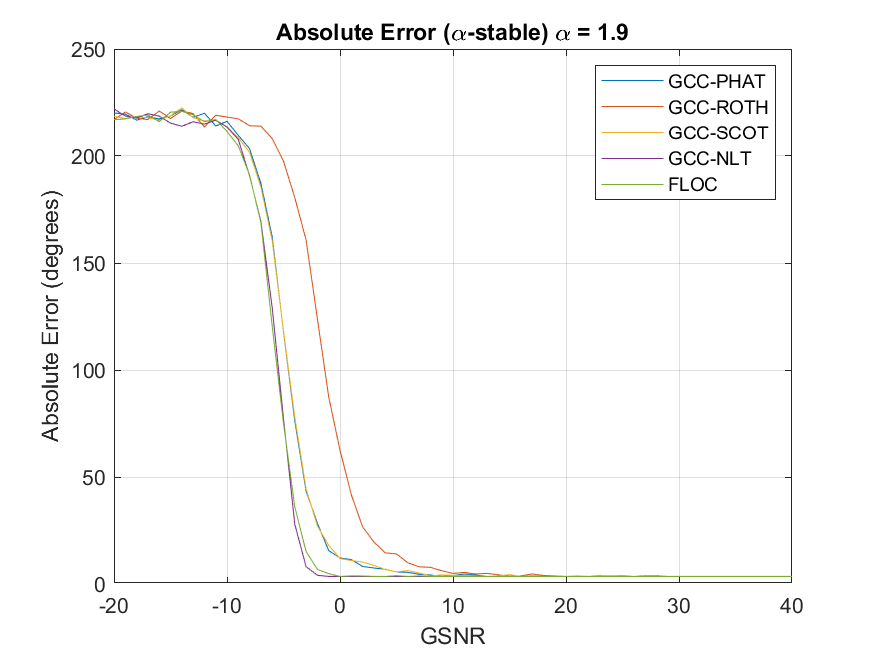 Absolute Error (α-stable) α = 1.9
250
200
150
100
50
0
Absolute Error (degrees)
GCC-PHAT
GCC-ROTH
GCC-SCOT
GCC-NLT
FLOC
-20
-10
0
10
20
30
40
GSNR